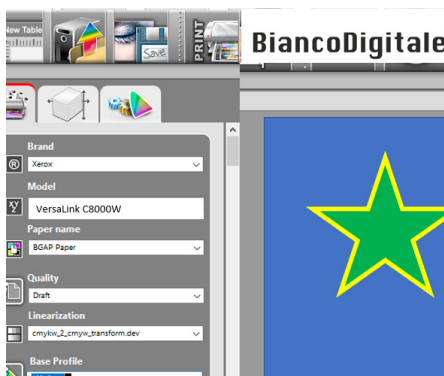 New Table
Save
PRINT
BiancoDigitale
Brand
Xerox
Model
VersaLink C8000W
Paper name
BGAP Paper
Quality
Draft
Linearization
cmykw_2_cmyw_transform.dev
Base Profile